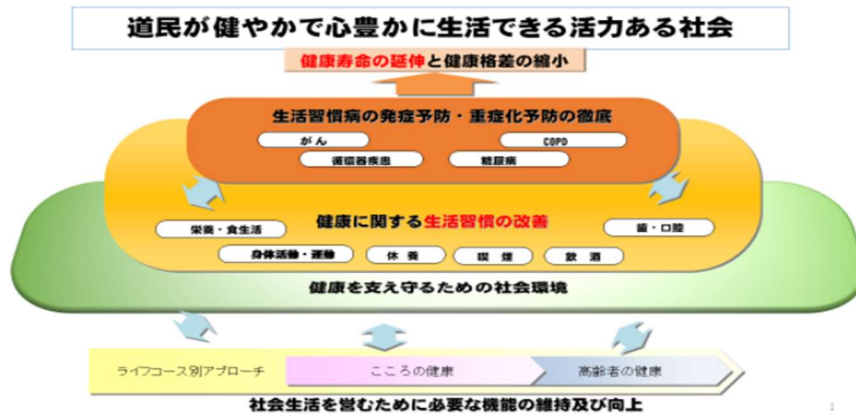 道民が健やかで心豊かに生活できる活力ある社会
健康寿命の延伸と健康格差の縮小
生活習慣病の発症予防・重症化予防の徹底
がん
COPD
循環器疾患
糖尿病
健康に関する生活習慣の改善
栄養・食生活
歯・口腔
身体活動・運動
休養
喫煙
飲酒
健康を支え守るための社会環境
ライフコース別アプローチ
こころの健康
高齢者の健康
社会生活を営むために必要な機能の維持及び向上
1